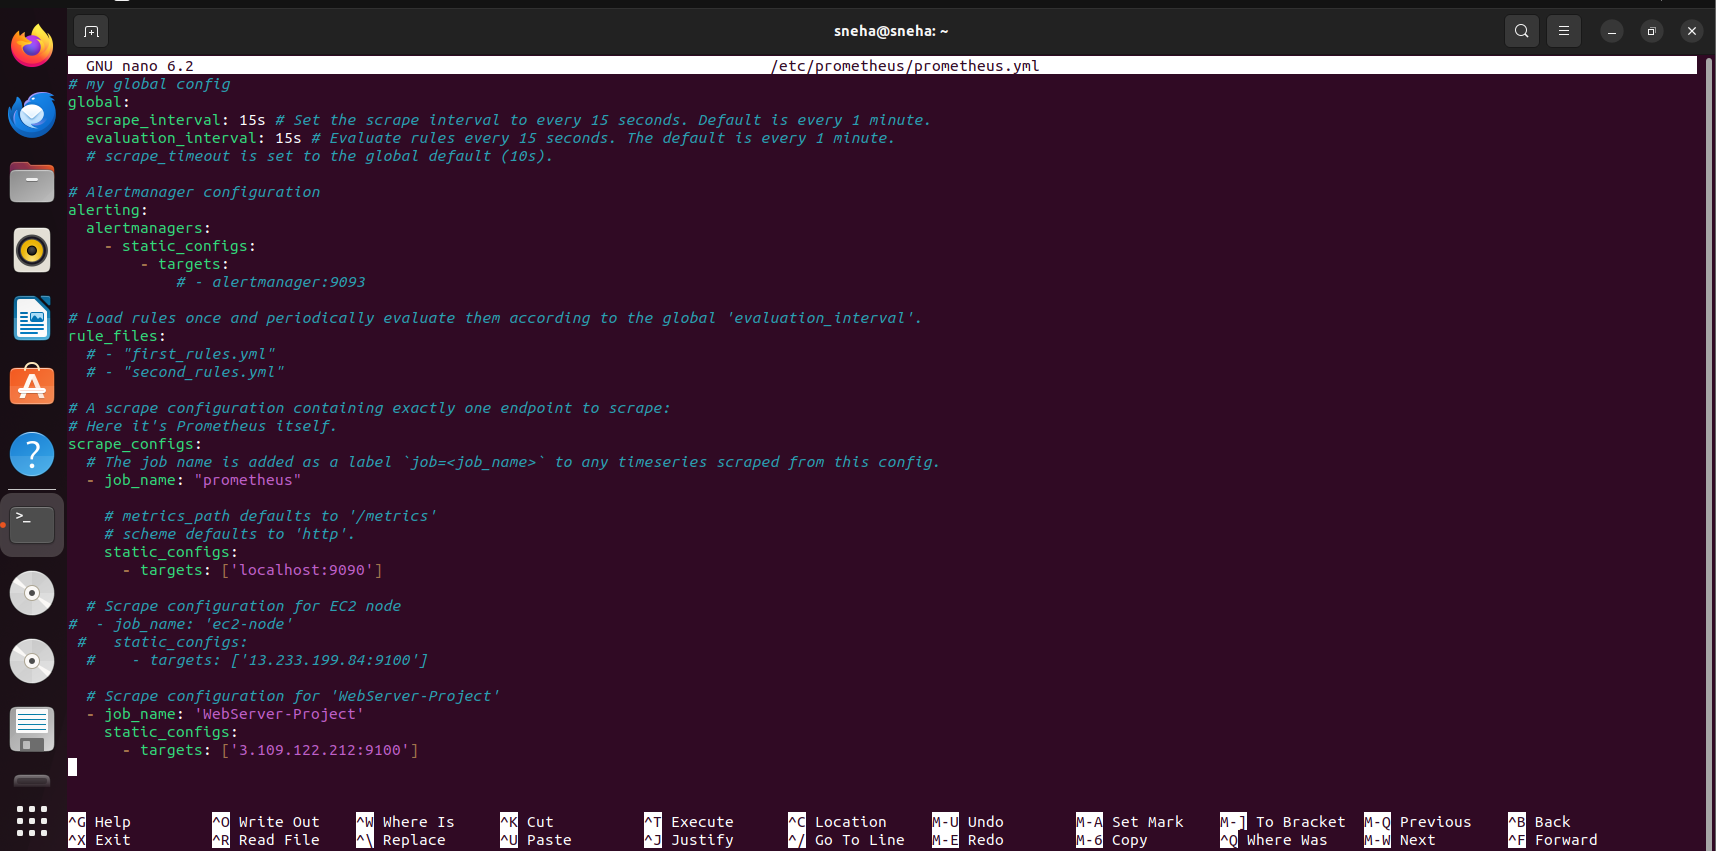 sneha@sneha: ~
GNU nano 6.2 /etc/prometheus/prometheus.yml
# my global config
global:
  scrape_interval: 15s # Set the scrape interval to every 15 seconds. Default is every 1 minute.
  evaluation_interval: 15s # Evaluate rules every 15 seconds. The default is every 1 minute.
  # scrape_timeout is set to the global default (10s).

# Alertmanager configuration
alerting:
  alertmanagers:
    - static_configs:
        - targets:
            # - alertmanager:9093

# Load rules once and periodically evaluate them according to the global 'evaluation_interval'.
rule_files:
  # - "first_rules.yml"
  # - "second_rules.yml"

# A scrape configuration containing exactly one endpoint to scrape:
# Here it's Prometheus itself.
scrape_configs:
  # The job name is added as a label `job=<job_name>` to any timeseries scraped from this config.
  - job_name: "prometheus"

    # metrics_path defaults to '/metrics'
    # scheme defaults to 'http'.
    static_configs:
      - targets: ['localhost:9090']

  # Scrape configuration for EC2 node
#  - job_name: 'ec2-node'
 #   static_configs:
  #    - targets: ['13.233.199.84:9100']

  # Scrape configuration for 'WebServer-Project'
  - job_name: 'WebServer-Project'
    static_configs:
      - targets: ['3.109.122.212:9100']

^G Help ^O Write Out ^W Where Is ^K Cut ^T Execute ^C Location M-U Undo M-A Set Mark M-] To Bracket M-Q Previous ^B Back
^X Exit ^R Read File ^\ Replace ^U Paste ^J Justify ^/ Go To Line M-E Redo M-6 Copy ^Q Where Was M-W Next ^F Forward